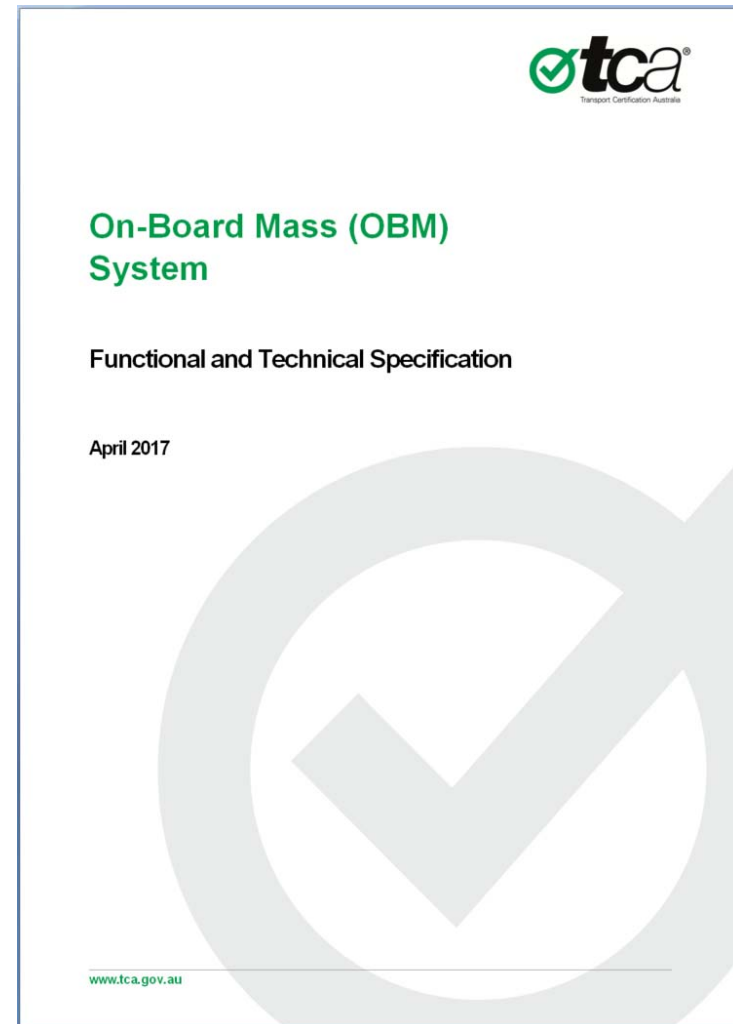 tca®
Transport Certification Australia
On-Board Mass (OBM)
System
Functional and Technical Specification
April 2017
www.tca.gov.au